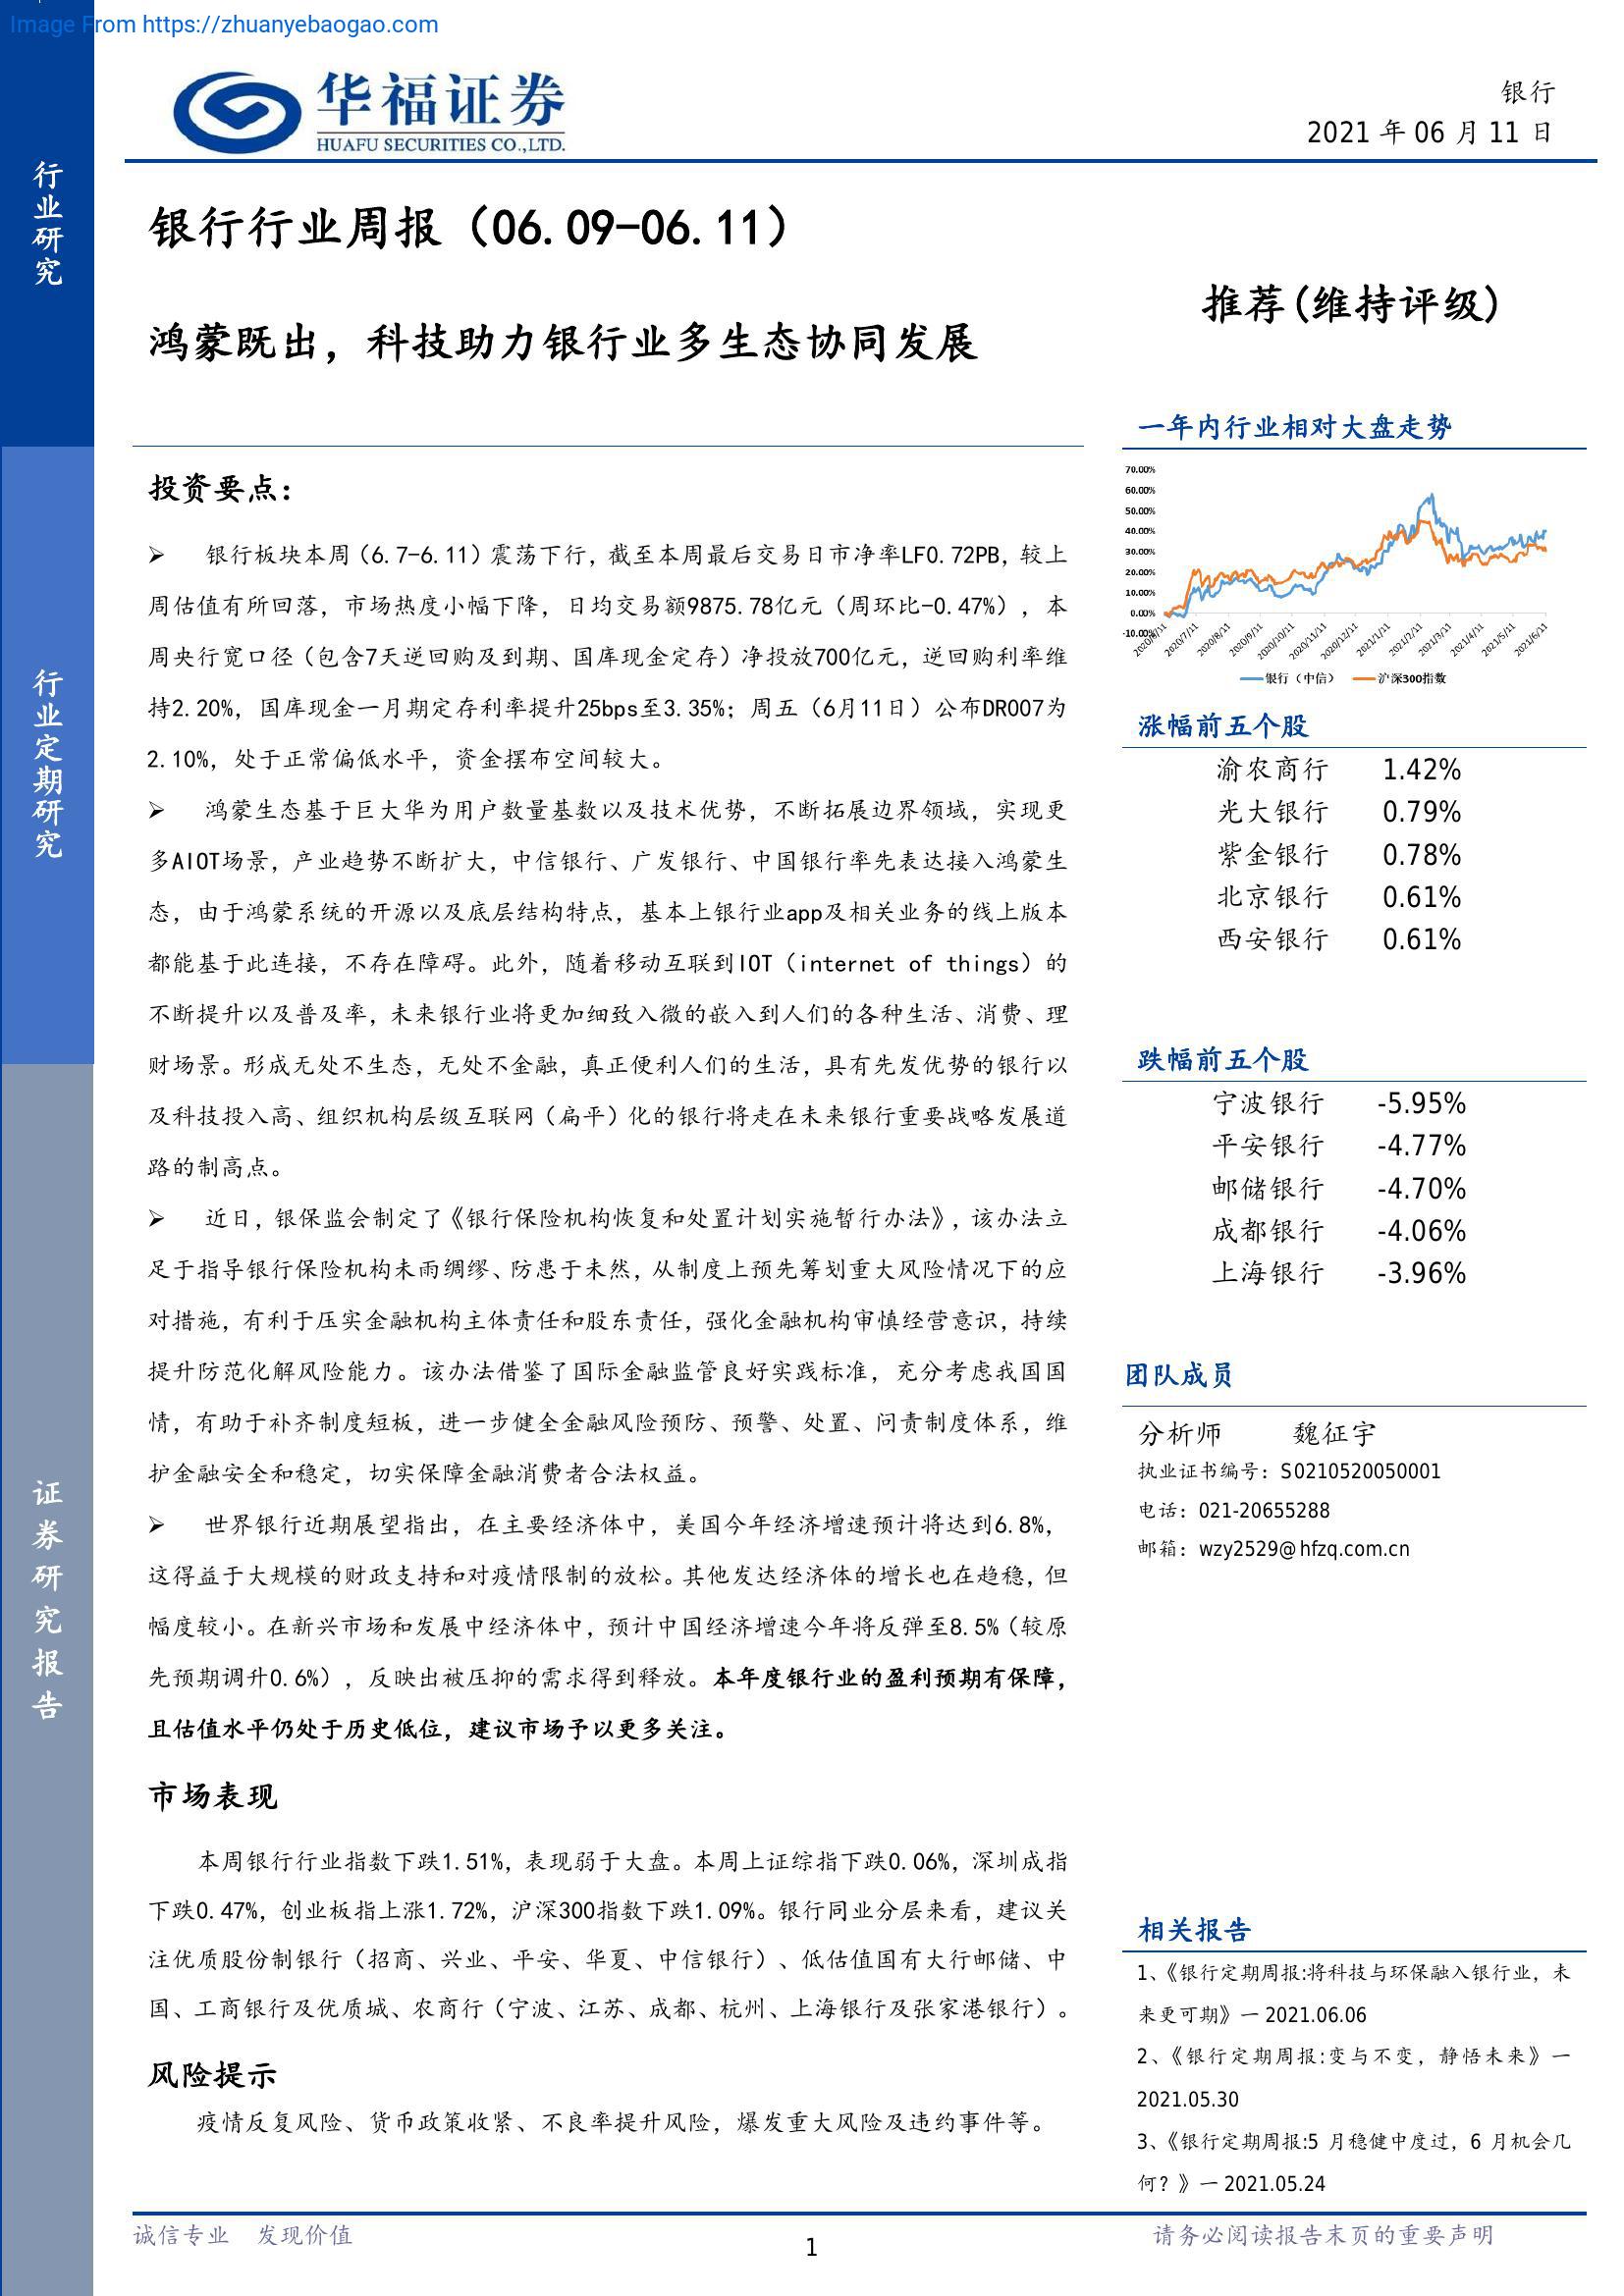 Image From https://zhuanyebaogao.com
华福证券
HUAFU SECURITIES CO.,LTD.
银行
2021 年 06 月 11 日
行业研究
行业定期研究
证券研究报告
银行行业周报（06.09-06.11）
鸿蒙既出，科技助力银行业多生态协同发展
推荐(维持评级)
投资要点：
➢ 银行板块本周（6.7-6.11）震荡下行，截至本周最后交易日市净率LF0.72PB，较上
周估值有所回落，市场热度小幅下降，日均交易额9875.78亿元（周环比-0.47%），本
周央行宽口径（包含7天逆回购及到期、国库现金定存）净投放700亿元，逆回购利率维
持2.20%，国库现金一月期定存利率提升25bps至3.35%；周五（6月11日）公布DR007为
2.10%，处于正常偏低水平，资金摆布空间较大。
➢ 鸿蒙生态基于巨大华为用户数量基数以及技术优势，不断拓展边界领域，实现更
多AIOT场景，产业趋势不断扩大，中信银行、广发银行、中国银行率先表达接入鸿蒙生
态，由于鸿蒙系统的开源以及底层结构特点，基本上银行业app及相关业务的线上版本
都能基于此连接，不存在障碍。此外，随着移动互联到IOT（internet of things）的
不断提升以及普及率，未来银行业将更加细致入微的嵌入到人们的各种生活、消费、理
财场景。形成无处不生态，无处不金融，真正便利人们的生活，具有先发优势的银行以
及科技投入高、组织机构层级互联网（扁平）化的银行将走在未来银行重要战略发展道
路的制高点。
➢ 近日，银保监会制定了《银行保险机构恢复和处置计划实施暂行办法》，该办法立
足于指导银行保险机构未雨绸缪、防患于未然，从制度上预先筹划重大风险情况下的应
对措施，有利于压实金融机构主体责任和股东责任，强化金融机构审慎经营意识，持续
提升防范化解风险能力。该办法借鉴了国际金融监管良好实践标准，充分考虑我国国
情，有助于补齐制度短板，进一步健全金融风险预防、预警、处置、问责制度体系，维
护金融安全和稳定，切实保障金融消费者合法权益。
➢ 世界银行近期展望指出，在主要经济体中，美国今年经济增速预计将达到6.8%，
这得益于大规模的财政支持和对疫情限制的放松。其他发达经济体的增长也在趋稳，但
幅度较小。在新兴市场和发展中经济体中，预计中国经济增速今年将反弹至8.5%（较原
先预期调升0.6%），反映出被压抑的需求得到释放。本年度银行业的盈利预期有保障，
且估值水平仍处于历史低位，建议市场予以更多关注。
市场表现
本周银行行业指数下跌1.51%，表现弱于大盘。本周上证综指下跌0.06%，深圳成指
下跌0.47%，创业板指上涨1.72%，沪深300指数下跌1.09%。银行同业分层来看，建议关
注优质股份制银行（招商、兴业、平安、华夏、中信银行）、低估值国有大行邮储、中
国、工商银行及优质城、农商行（宁波、江苏、成都、杭州、上海银行及张家港银行）。
风险提示
疫情反复风险、货币政策收紧、不良率提升风险，爆发重大风险及违约事件等。
一年内行业相对大盘走势
70.00%
60.00%
50.00%
40.00%
30.00%
20.00%
10.00%
0.00%
-10.00%
2020/6/11 2020/7/11 2020/8/11 2020/9/11 2020/10/11 2020/11/11 2020/12/11 2021/1/11 2021/2/11 2021/3/11 2021/4/11 2021/5/11 2021/6/11
银行（中信） 沪深300指数
涨幅前五个股
渝农商行 1.42%
光大银行 0.79%
紫金银行 0.78%
北京银行 0.61%
西安银行 0.61%
跌幅前五个股
宁波银行 -5.95%
平安银行 -4.77%
邮储银行 -4.70%
成都银行 -4.06%
上海银行 -3.96%
团队成员
分析师 魏征宇
执业证书编号：S0210520050001
电话：021-20655288
邮箱：wzy2529@hfzq.com.cn
相关报告
1、《银行定期周报:将科技与环保融入银行业，未
来更可期》一 2021.06.06
2、《银行定期周报:变与不变，静悟未来》一
2021.05.30
3、《银行定期周报:5 月稳健中度过，6 月机会几
何？》一 2021.05.24
诚信专业 发现价值
1
请务必阅读报告末页的重要声明